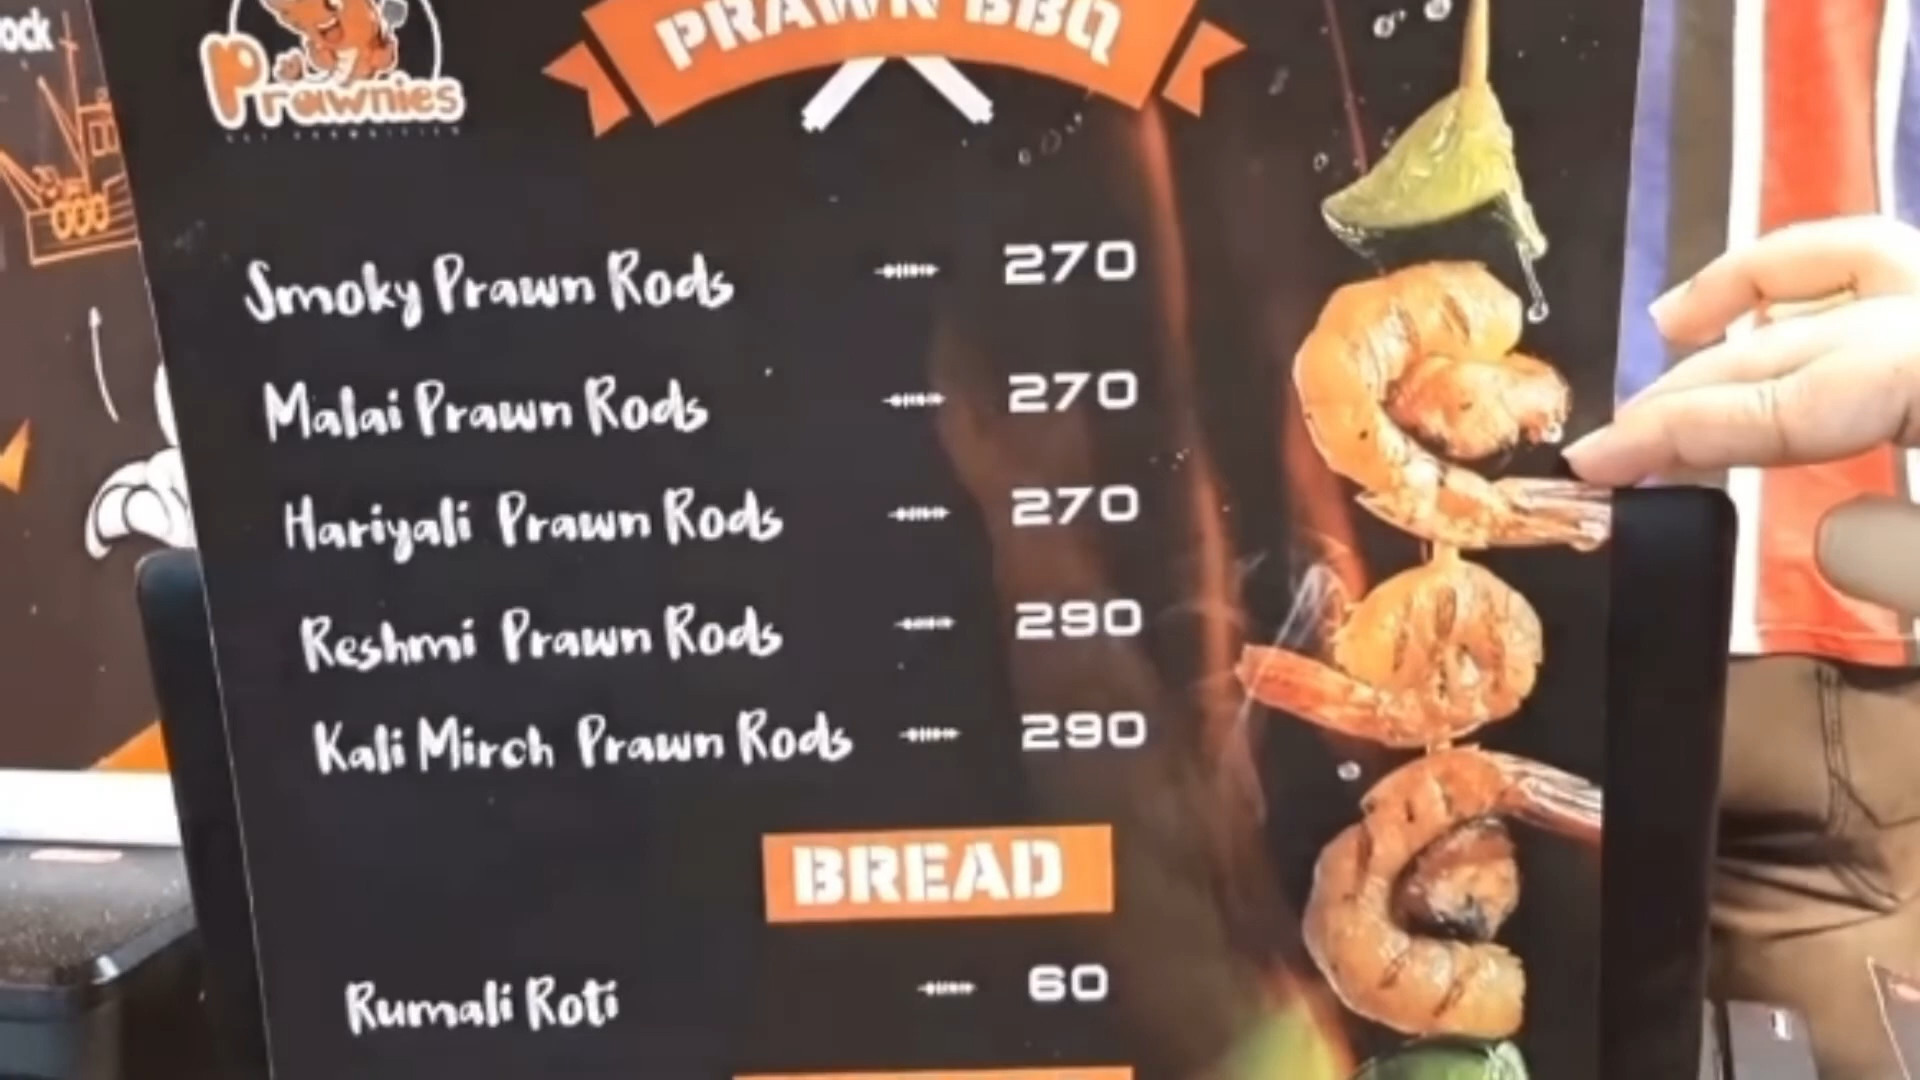 ock
Prawnies
PRAWN BBQ
Smoky Prawn Rods 270
Malai Prawn Rods 270
Hariyali Prawn Rods 270
Reshmi Prawn Rods 290
Kali Mirch Prawn Rods 290
BREAD
Rumali Roti 60